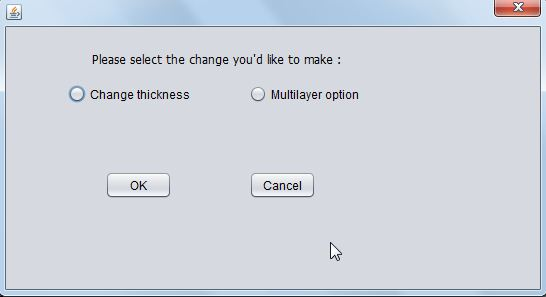 Please select the change you'd like to make :
Change thickness Multilayer option
OK Cancel